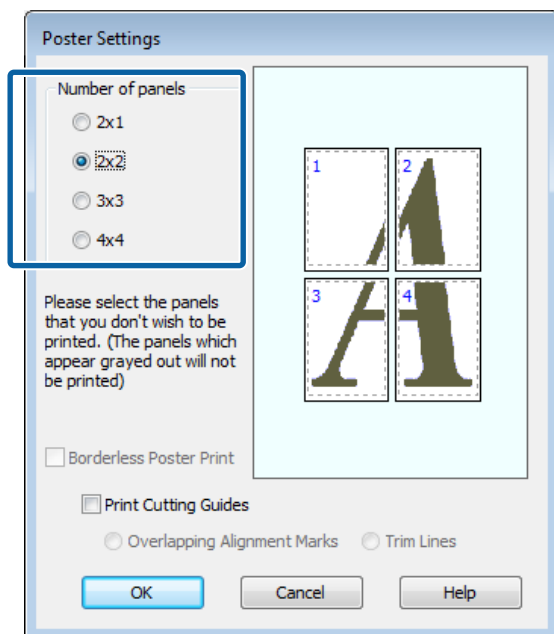 Poster Settings
Number of panels
2x1
2x2
3x3
4x4
1
2
3
4
Please select the panels
that you don't wish to be
printed. (The panels which
appear grayed out will not
be printed)
Borderless Poster Print
Print Cutting Guides
Overlapping Alignment Marks
Trim Lines
OK
Cancel
Help